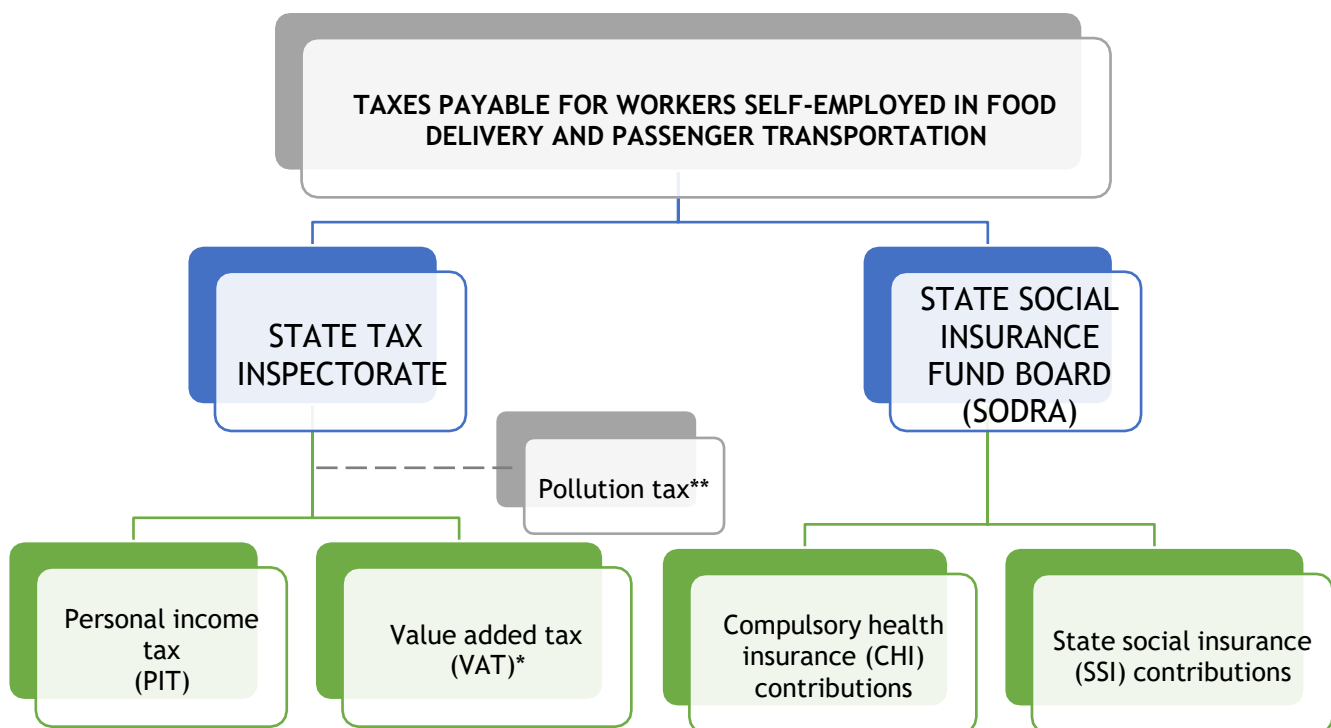 TAXES PAYABLE FOR WORKERS SELF-EMPLOYED IN FOOD
DELIVERY AND PASSENGER TRANSPORTATION
STATE TAX
INSPECTORATE
STATE SOCIAL
INSURANCE
FUND BOARD
(SODRA)
Pollution tax**
Personal income
tax
(PIT)
Value added tax
(VAT)*
Compulsory health
insurance (CHI)
contributions
State social insurance
(SSI) contributions